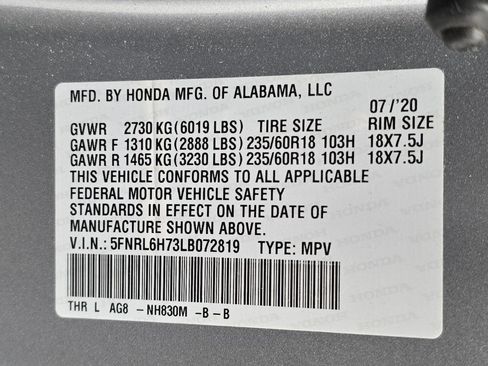 MFD. BY HONDA MFG. OF ALABAMA, LLC
07/'20
GVWR 2730 KG(6019 LBS) TIRE SIZE RIM SIZE
GAWR F 1310 KG(2888 LBS) 235/60R18 103H 18X7.5J
GAWR R 1465 KG(3230 LBS) 235/60R18 103H 18X7.5J
THIS VEHICLE CONFORMS TO ALL APPLICABLE
FEDERAL MOTOR VEHICLE SAFETY
STANDARDS IN EFFECT ON THE DATE OF
MANUFACTURE SHOWN ABOVE.
V.I.N.: 5FNRL6H73LB072819 TYPE: MPV
THR L AG8 - NH830M -B-B